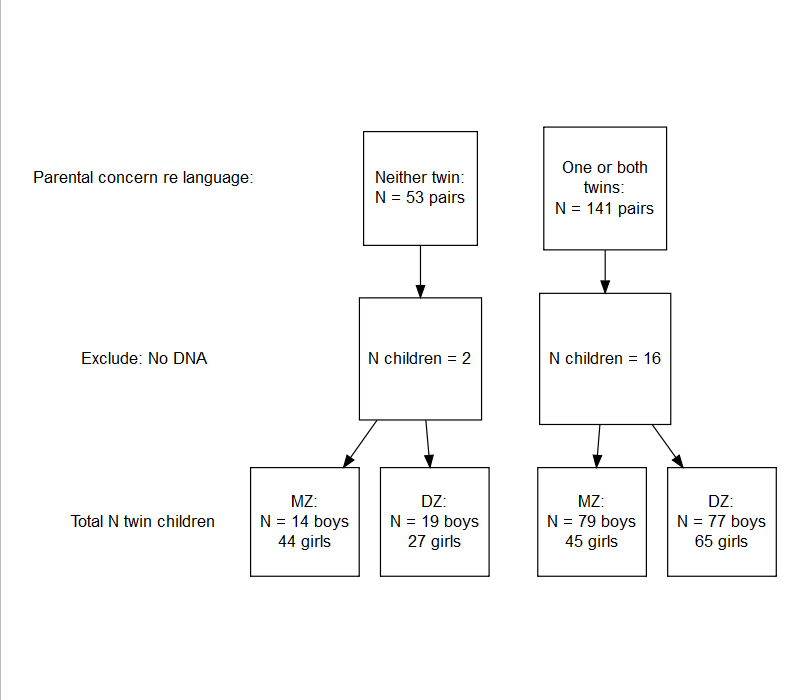 Parental concern re language:
Neither twin:
N = 53 pairs
One or both
twins:
N = 141 pairs
Exclude: No DNA
N children = 2
N children = 16
Total N twin children
MZ:
N = 14 boys
44 girls
DZ:
N = 19 boys
27 girls
MZ:
N = 79 boys
45 girls
DZ:
N = 77 boys
65 girls